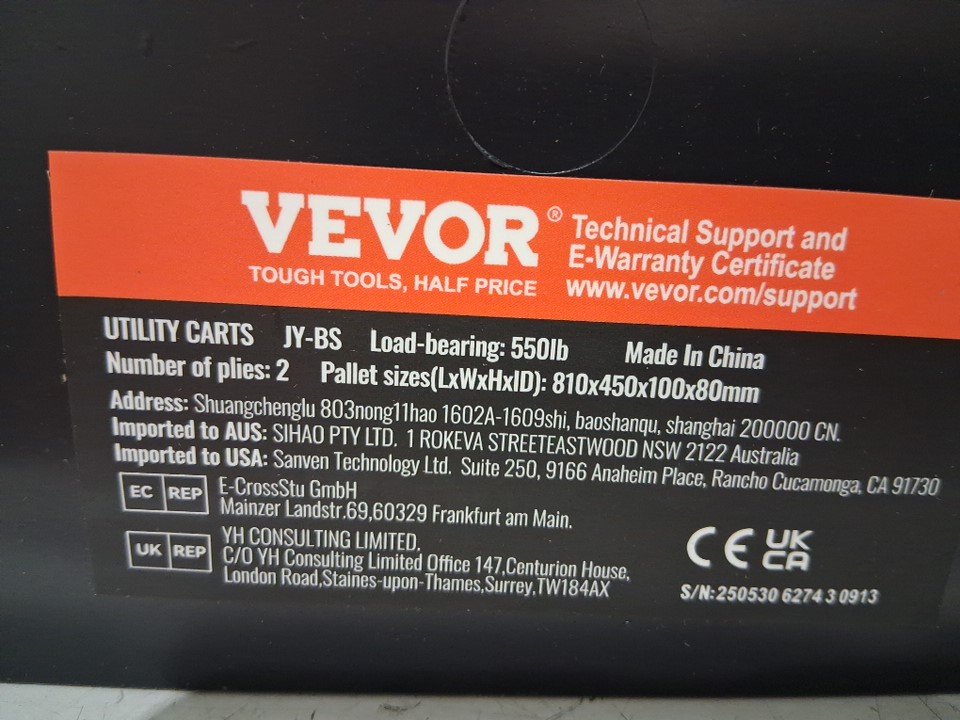 VEVOR®
TOUGH TOOLS, HALF PRICE
Technical Support and
E-Warranty Certificate
www.vevor.com/support
UTILITY CARTS JY-BS Load-bearing: 550lb Made In China
Number of plies: 2 Pallet sizes(LxWxHxID): 810x450x100x80mm
Address: Shuangchenglu 803nong11hao 1602A-1609shi, baoshanqu, shanghai 200000 CN.
Imported to AUS: SIHAO PTY LTD. 1 ROKEVA STREETEASTWOOD NSW 2122 Australia
Imported to USA: Sanven Technology Ltd. Suite 250, 9166 Anaheim Place, Rancho Cucamonga, CA 91730
EC REP E-CrossStu GmbH
Mainzer Landstr.69,60329 Frankfurt am Main.
UK REP YH CONSULTING LIMITED.
C/O YH Consulting Limited Office 147,Centurion House,
London Road,Staines-upon-Thames,Surrey,TW184AX
CE UK
CA
S/N:250530 6274 3 0913